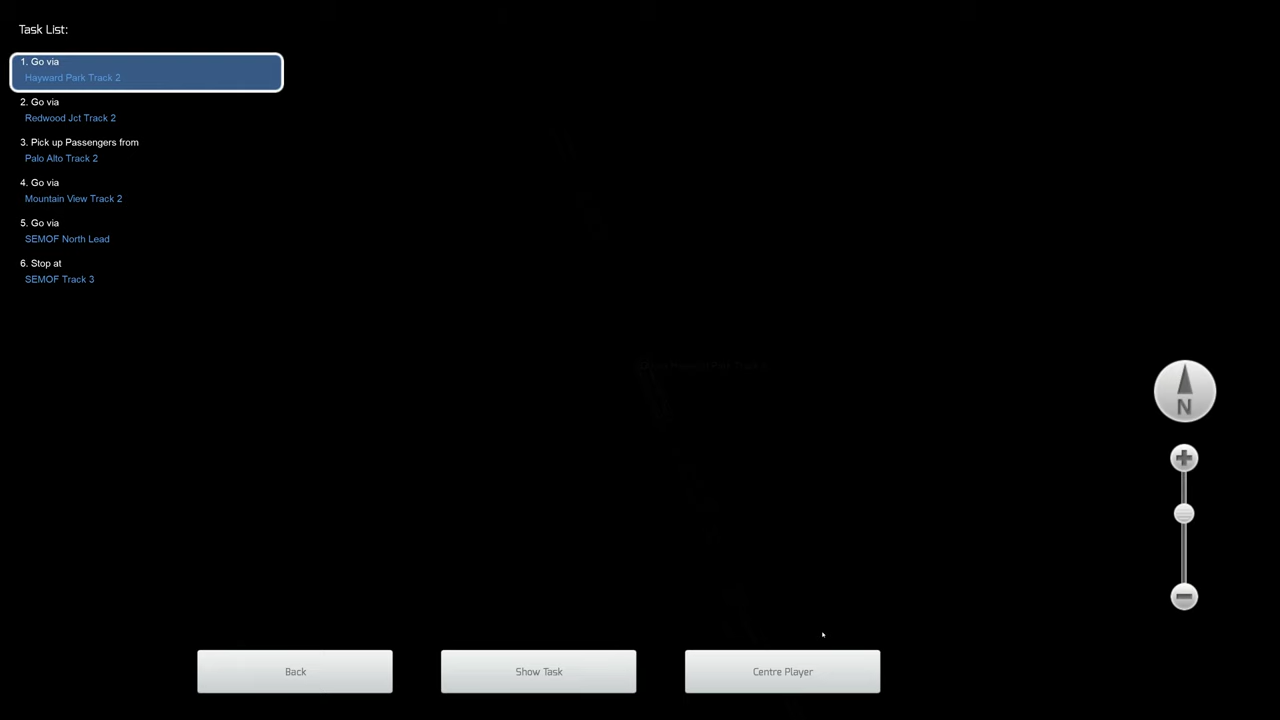 Task List:
1. Go via
Hayward Park Track 2
2. Go via
Redwood Jct Track 2
3. Pick up Passengers from
Palo Alto Track 2
4. Go via
Mountain View Track 2
5. Go via
SEMOF North Lead
6. Stop at
SEMOF Track 3
N
Back
Show Task
Centre Player